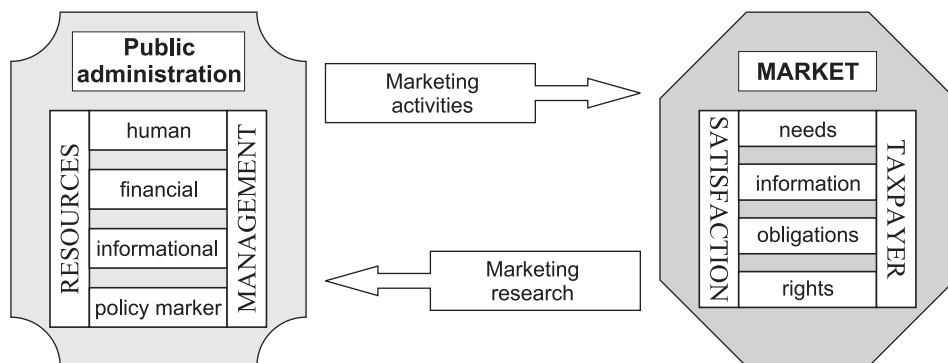 Public
administration
RESOURCES
human
financial
informational
policy marker
MANAGEMENT
Marketing
activities
Marketing
research
MARKET
SATISFACTION
needs
information
obligations
rights
TAXPAYER